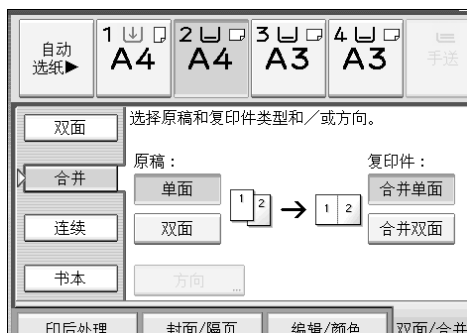 自动
选纸▶
1 A4
2 A4
3 A3
4 A3
手送
双面
合并
连续
书本
选择原稿和复印件类型和／或方向。
原稿：
复印件：
单面
双面
1 2 → 1 2
合并单面
合并双面
方向...
印后处理
封面/隔页
编辑/颜色
双面/合并